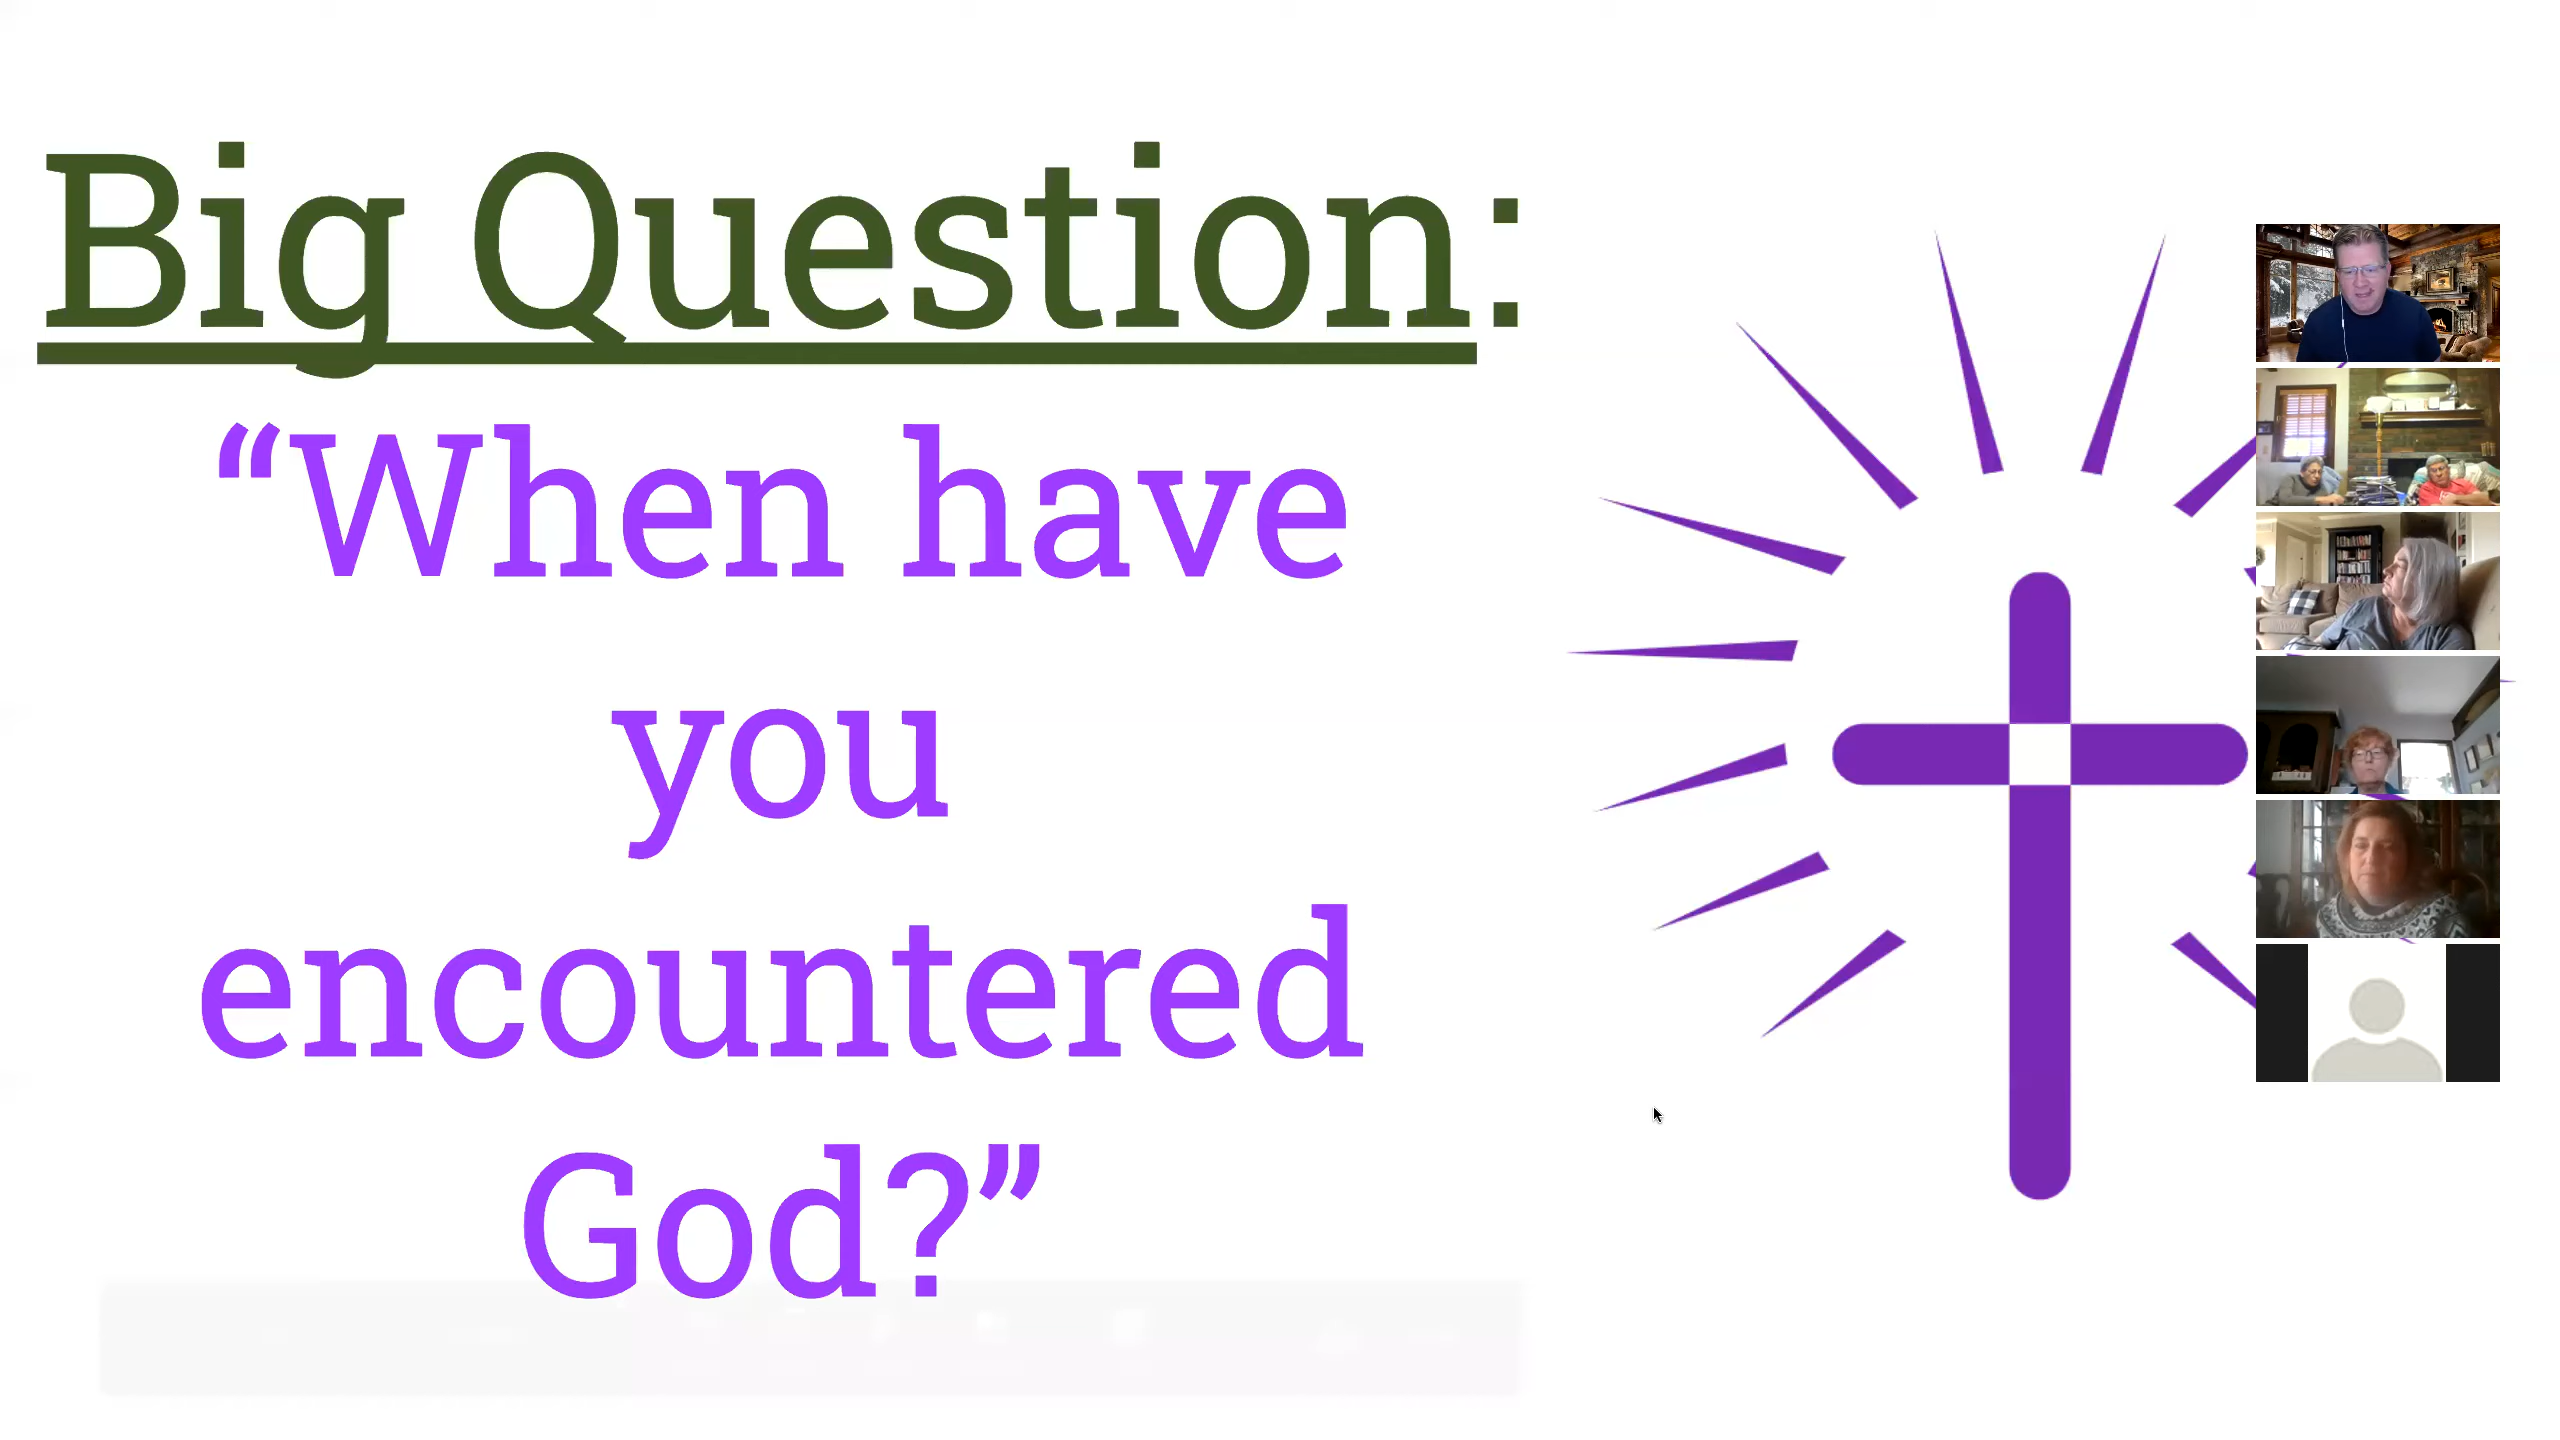 Big Question:
“When have
you
encountered
God?”